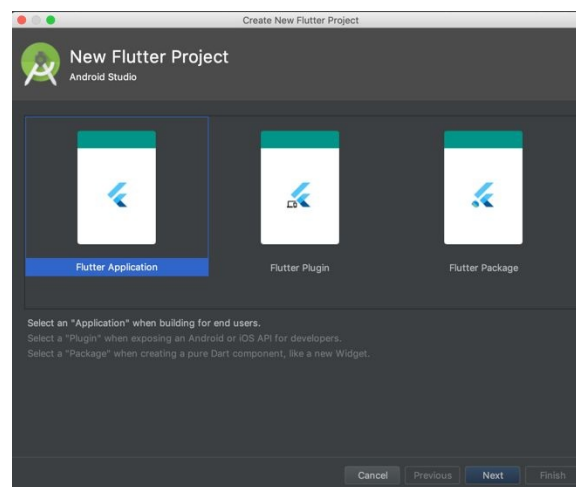 Create New Flutter Project
New Flutter Project
Android Studio
Flutter Application
Flutter Plugin
Flutter Package
Select an "Application" when building for end users.
Select a "Plugin" when exposing an Android or iOS API for developers.
Select a "Package" when creating a pure Dart component, like a new Widget.
Cancel Previous Next Finish